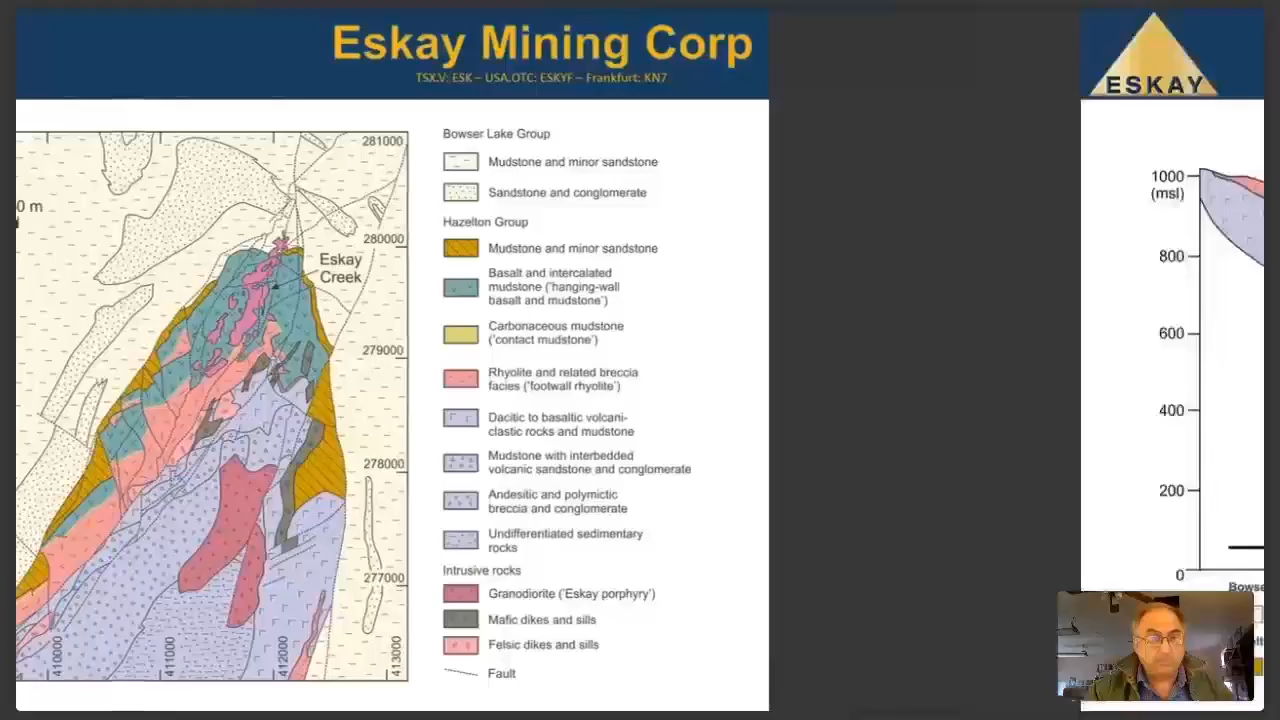 Eskay Mining Corp
TSX.V: ESK – USA.OTC: ESKYF – Frankfurt: KN7
ESKAY
0 m
281000
280000
279000
278000
277000
410000
411000
412000
413000
Eskay
Creek
Bowser Lake Group
Mudstone and minor sandstone
Sandstone and conglomerate
Hazelton Group
Mudstone and minor sandstone
Basalt and intercalated
mudstone ('hanging-wall
basalt and mudstone')
Carbonaceous mudstone
('contact mudstone')
Rhyolite and related breccia
facies ('footwall rhyolite')
Dacitic to basaltic volcani-
clastic rocks and mudstone
Mudstone with interbedded
volcanic sandstone and conglomerate
Andesitic and polymictic
breccia and conglomerate
Undifferentiated sedimentary
rocks
Intrusive rocks
Granodiorite ('Eskay porphyry')
Mafic dikes and sills
Felsic dikes and sills
Fault
1000
(msl)
800
600
400
200
0
Bowse